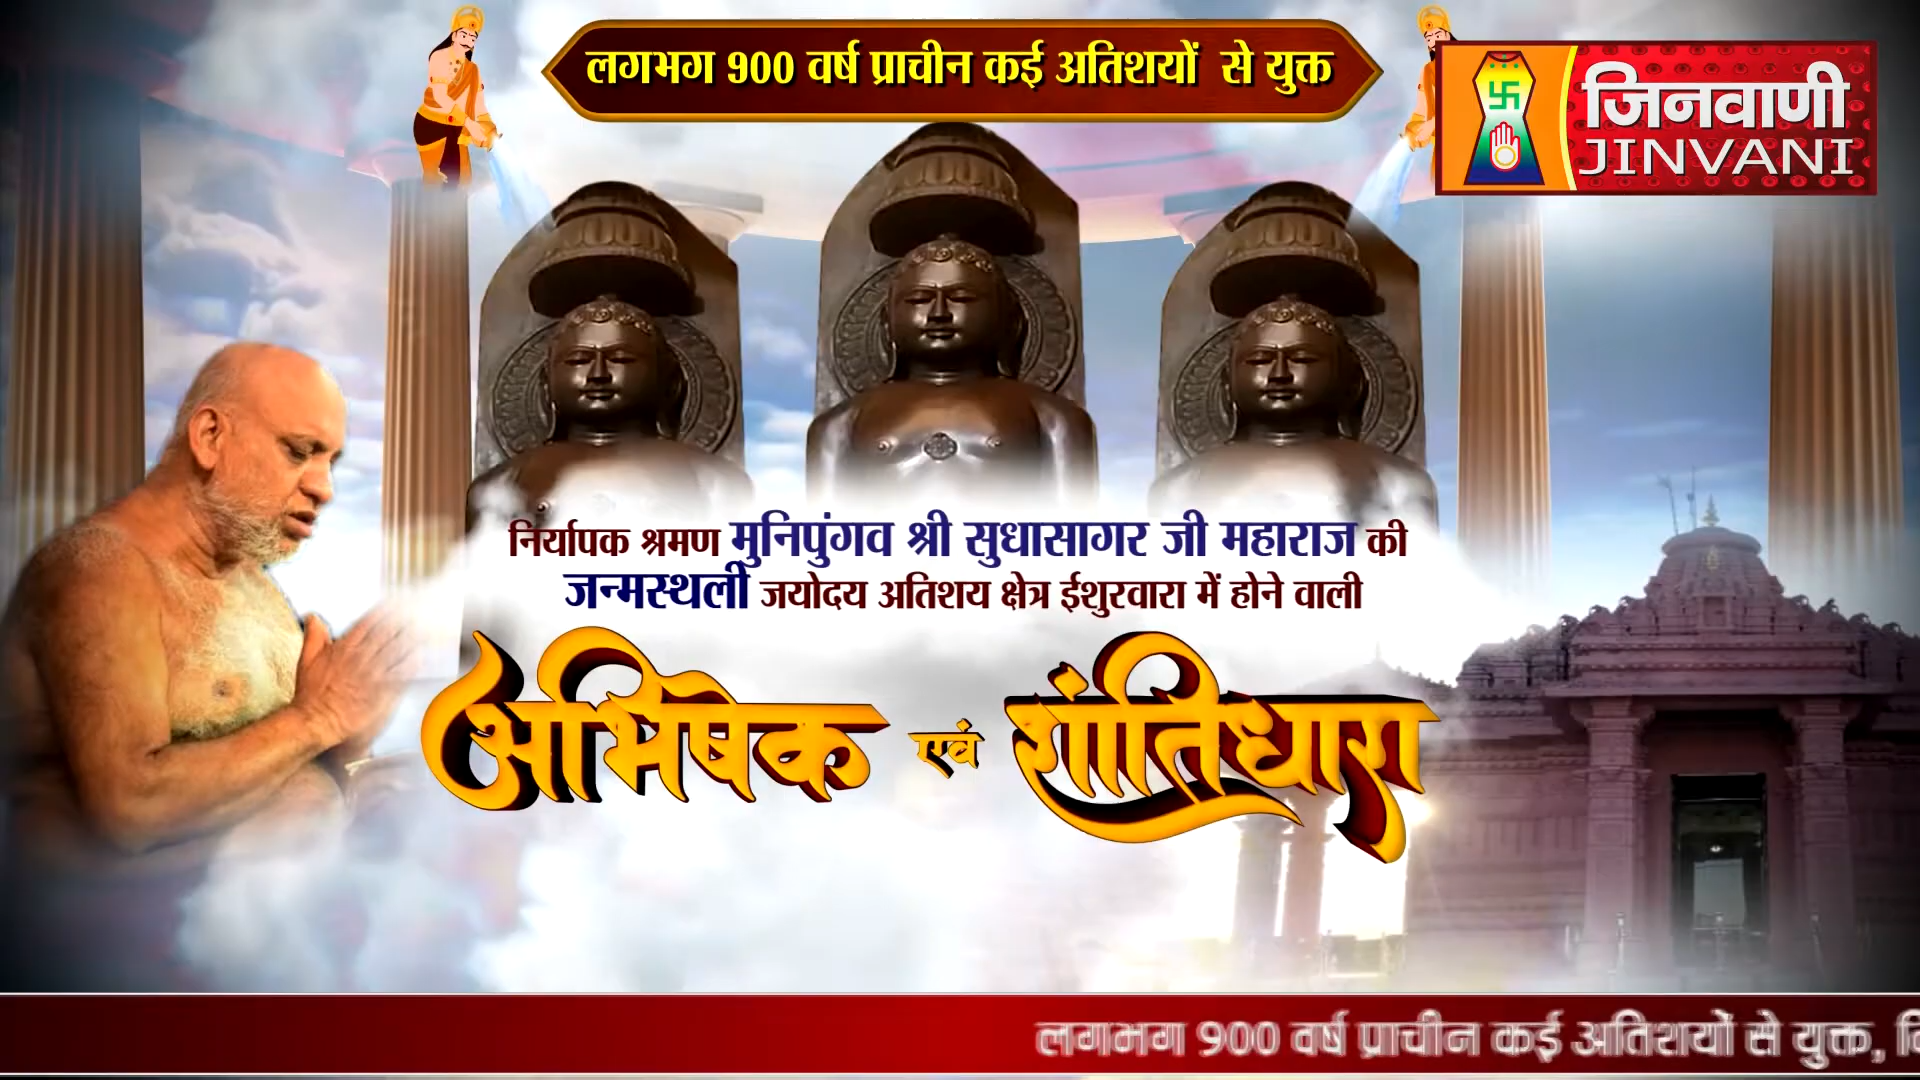 लगभग 900 वर्ष प्राचीन कई अतिशयों से युक्त
जिनवाणी
JINVANI
निर्यापक श्रमण मुनिपुंगव श्री सुधासागर जी महाराज की
जन्मस्थली जयोदय अतिशय क्षेत्र ईशुरवारा में होने वाली
अभिषेक एवं शांतिधारा
लगभग 900 वर्ष प्राचीन कई अतिशयों से युक्त,